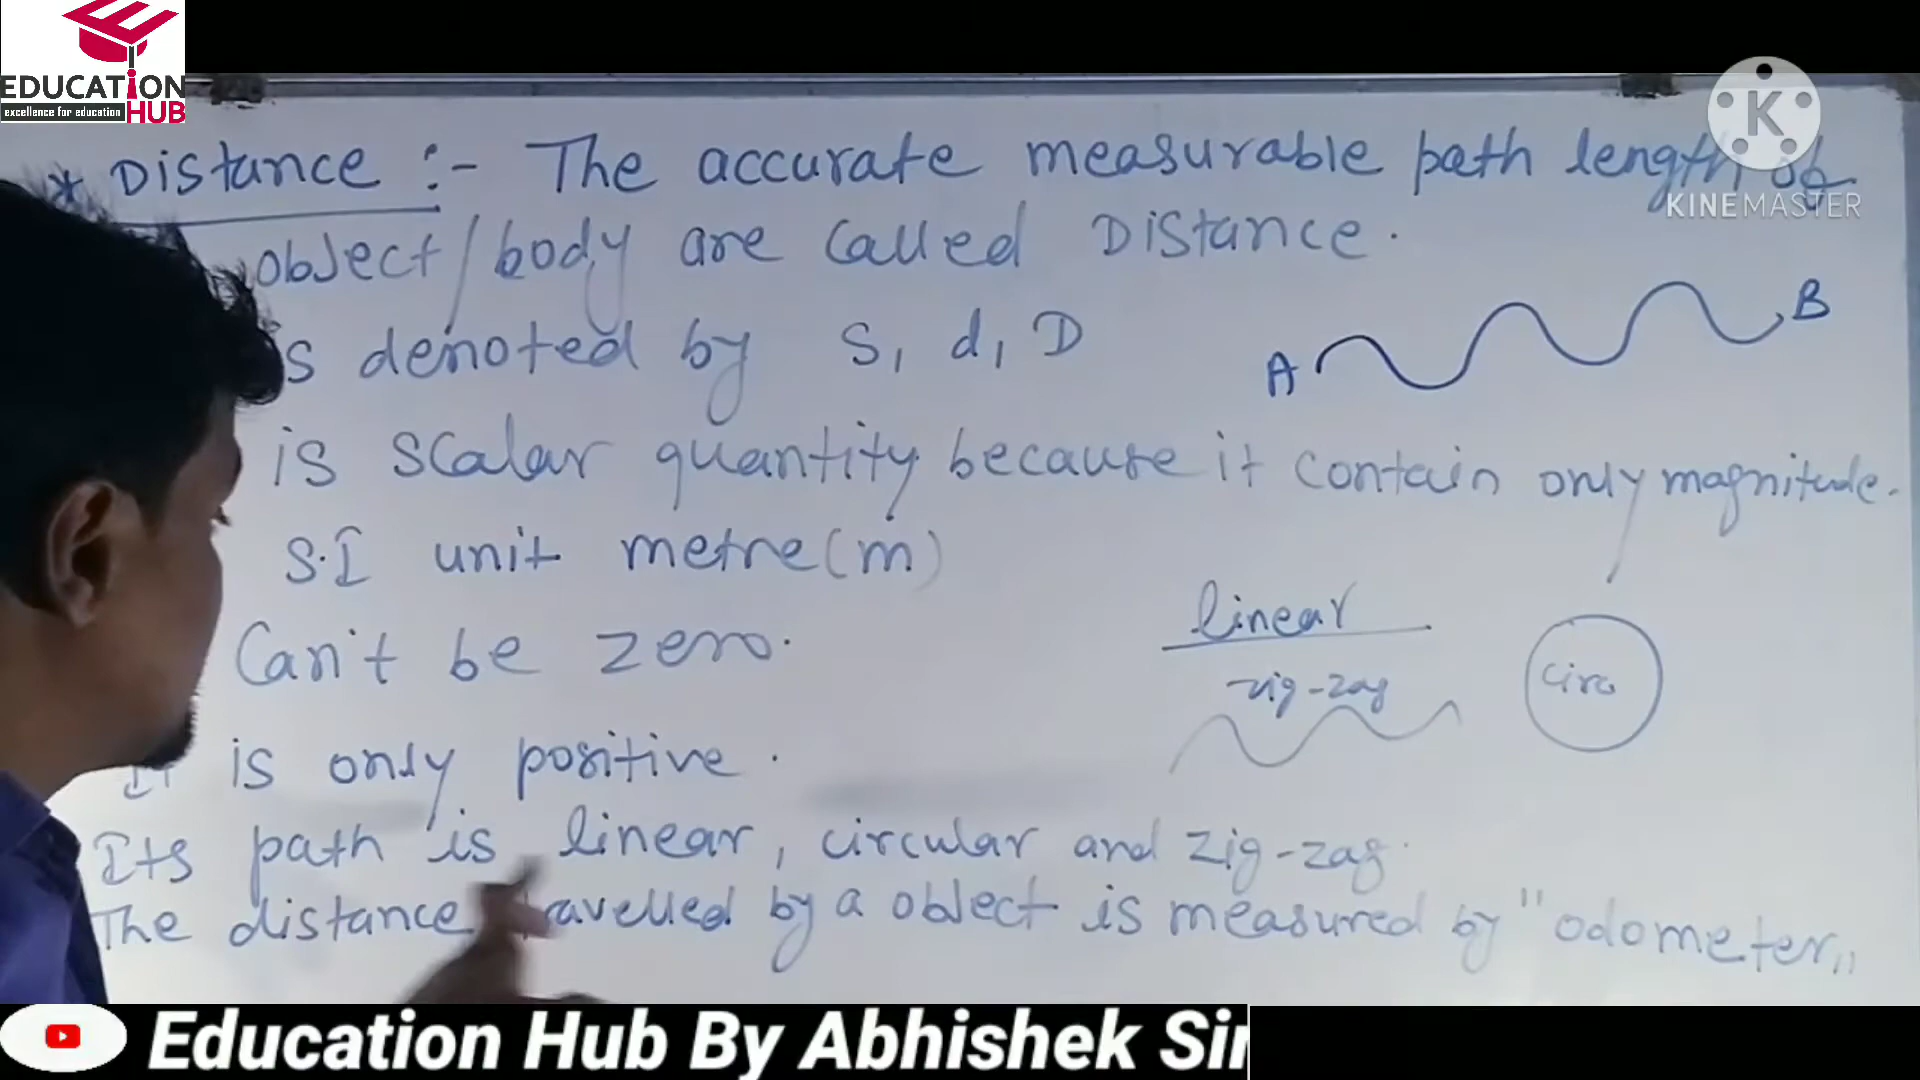 EDUCATION
excellence for education HUB
K
KINEMASTER
* Distance :- The accurate measurable path length of
object/body are called Distance.
s denoted by S, d, D
A B
is scalar quantity because it contain only magnitude.
S.I unit metre(m)
linear
Can't be zero.
zig-zag
circ
It is only positive.
Its path is linear, circular and zig-zag.
The distance travelled by a object is measured by "odometer"
Education Hub By Abhishek Sir